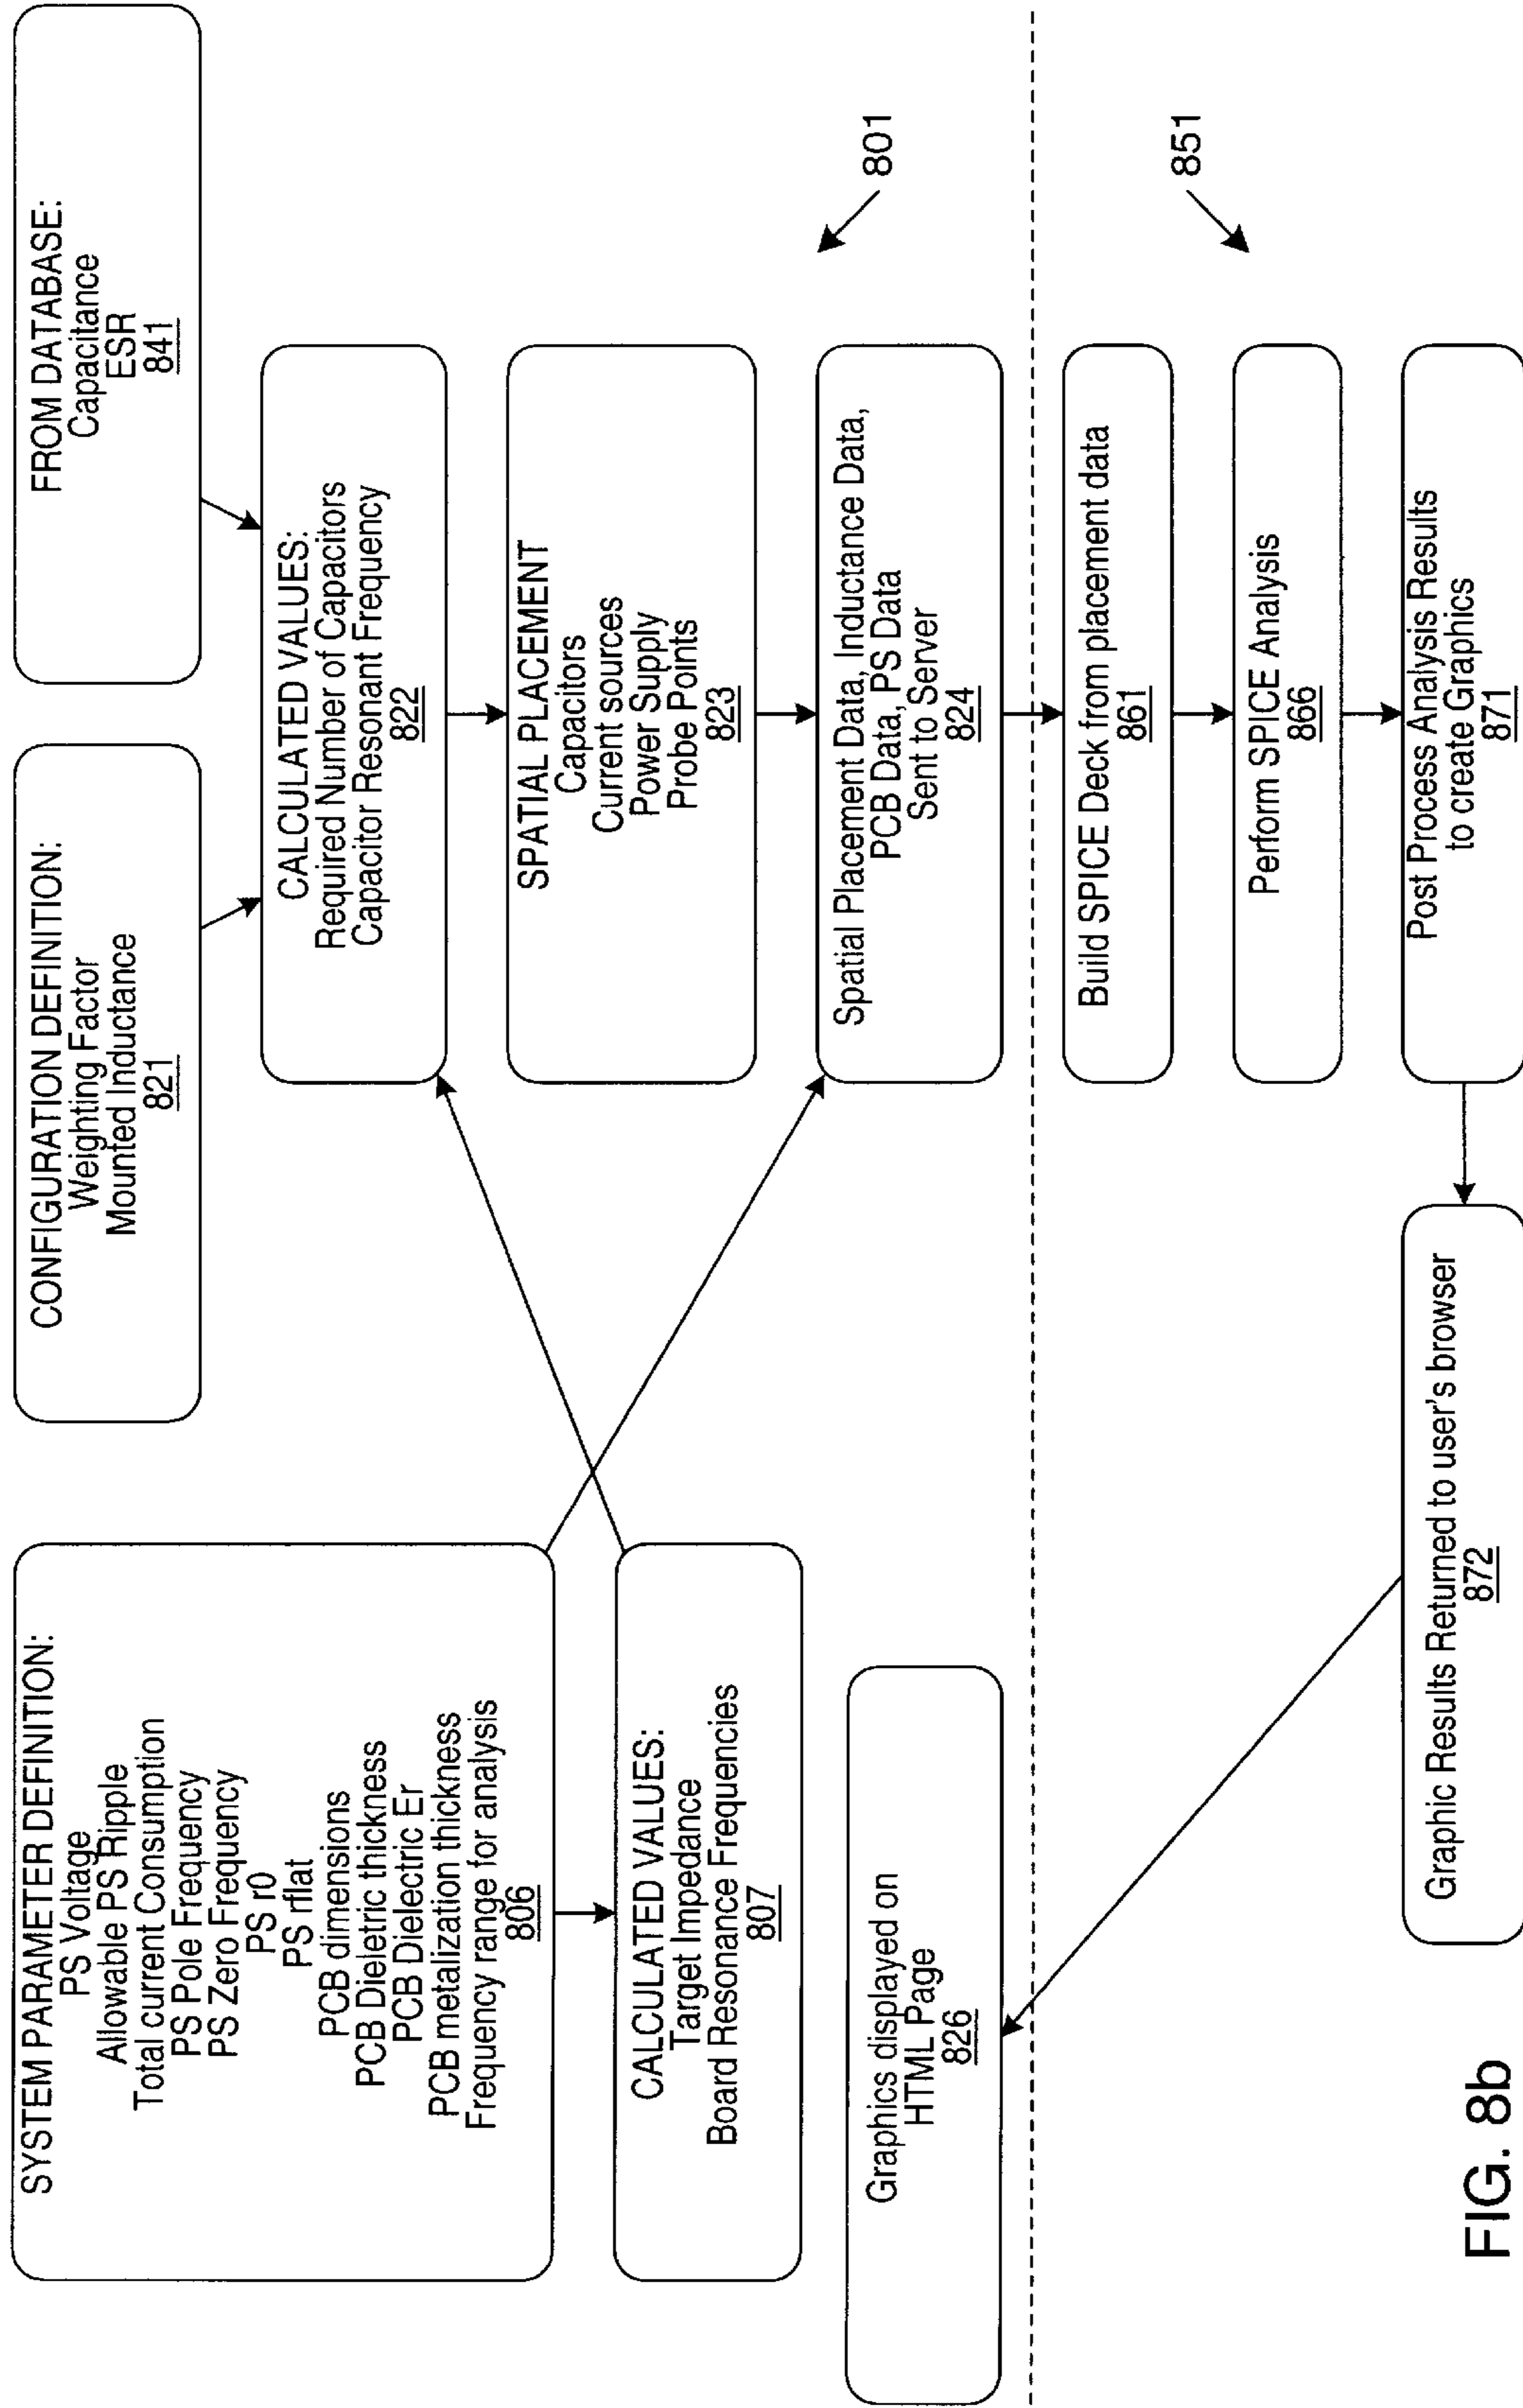 SYSTEM PARAMETER DEFINITION:
PS Voltage
Allowable PS Ripple
Total current Consumption
PS Pole Frequency
PS Zero Frequency
PS r0
PS rflat
PCB dimensions
PCB Dieletric thickness
PCB Dielectric Er
PCB metalization thickness
Frequency range for analysis
806
CALCULATED VALUES:
Target Impedance
Board Resonance Frequencies
807
Graphics displayed on
HTML Page
826
CONFIGURATION DEFINITION:
Weighting Factor
Mounted Inductance
821
FROM DATABASE:
Capacitance
ESR
841
CALCULATED VALUES:
Required Number of Capacitors
Capacitor Resonant Frequency
822
SPATIAL PLACEMENT
Capacitors
Current sources
Power Supply
Probe Points
823
Spatial Placement Data, Inductance Data,
PCB Data, PS Data
Sent to Server
824
801
851
Build SPICE Deck from placement data
861
Perform SPICE Analysis
866
Post Process Analysis Results
to create Graphics
871
Graphic Results Returned to user's browser
872
FIG. 8b